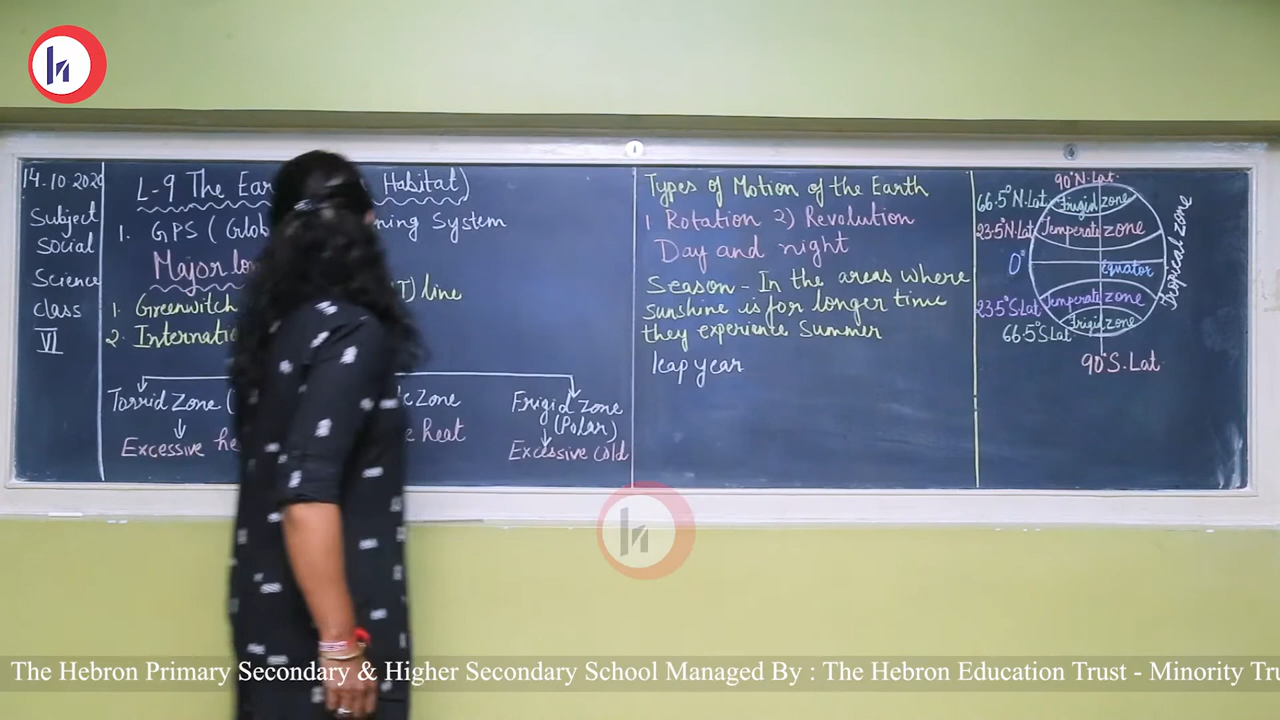 14.10.2020
Subject
Social
Science
class
VI
L-9 The Ear Habitat)
1. GPS (Glob ning System
Major lon
1. Greenwitch T) line
2. Internatio
Torrid Zone ( c Zone Frigid zone
(Polar)
Excessive he e heat Excessive cold
Types of Motion of the Earth
1 Rotation 2) Revolution
Day and night
Season - In the areas where
sunshine is for longer time
they experience Summer
leap year
90° N. Lat.
66.5° N. Lat. Frigid zone
23.5° N. Lat Temperate zone
0° equator
Tropical zone
23.5° S. Lat. Temperate zone
66.5° S. Lat Frigid zone
90° S. Lat.
The Hebron Primary Secondary & Higher Secondary School Managed By : The Hebron Education Trust - Minority Tru